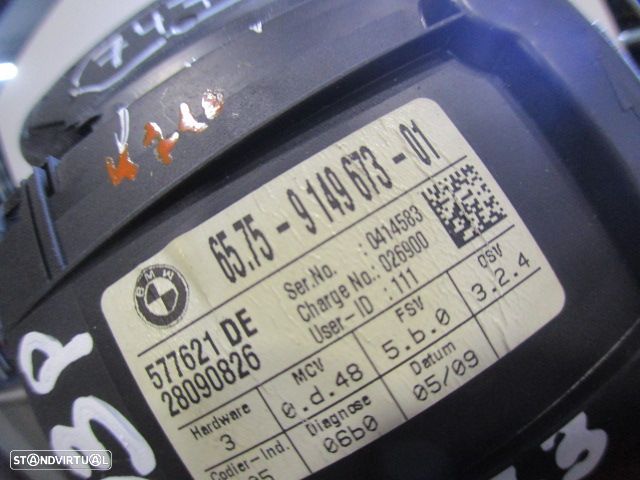 BMW
65.75 - 9 149 673 - 01
Ser.No. : 0414583
Charge No.: 026900
User-ID : 111
577621 DE
28090826
Hardware MCV FSV OSV
3 0.d.48 5.b.0 3.2.4
Codier-Ind. Diagnose Datum
06b0 05/09
STANDVIRTUAL